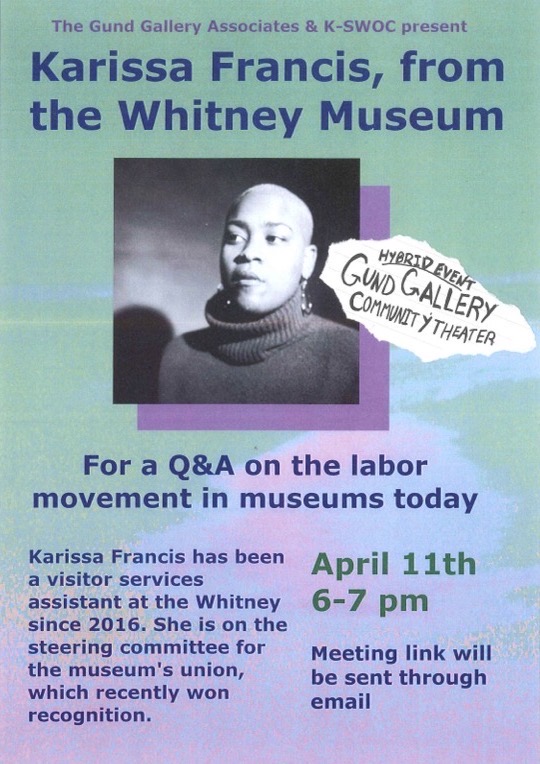 The Gund Gallery Associates & K-SWOC present
Karissa Francis, from
the Whitney Museum
HYBRID EVENT
GUND GALLERY
COMMUNITY THEATER
For a Q&A on the labor
movement in museums today
Karissa Francis has been
a visitor services
assistant at the Whitney
since 2016. She is on the
steering committee for
the museum's union,
which recently won
recognition.
April 11th
6-7 pm
Meeting link will
be sent through
email